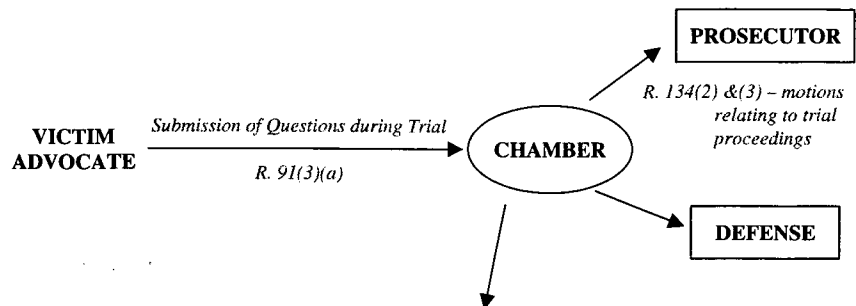 PROSECUTOR
R. 134(2) &(3) – motions
relating to trial
proceedings
Submission of Questions during Trial
VICTIM
ADVOCATE
CHAMBER
R. 91(3)(a)
DEFENSE